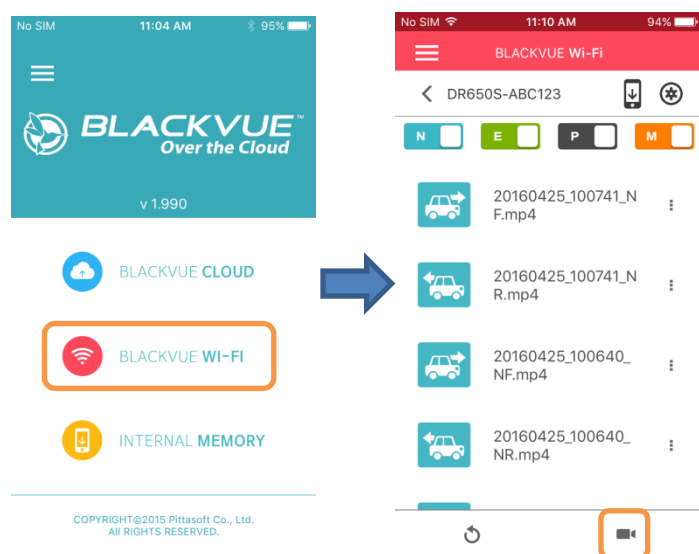 No SIM 11:04 AM 95%
BLACKVUE™
Over the Cloud
v 1.990
BLACKVUE CLOUD
BLACKVUE WI-FI
INTERNAL MEMORY
COPYRIGHT©2015 Pittasoft Co., Ltd.
All RIGHTS RESERVED.
No SIM 11:10 AM 94%
BLACKVUE Wi-Fi
DR650S-ABC123
N E P M
20160425_100741_N
F.mp4
20160425_100741_N
R.mp4
20160425_100640_
NF.mp4
20160425_100640_
NR.mp4